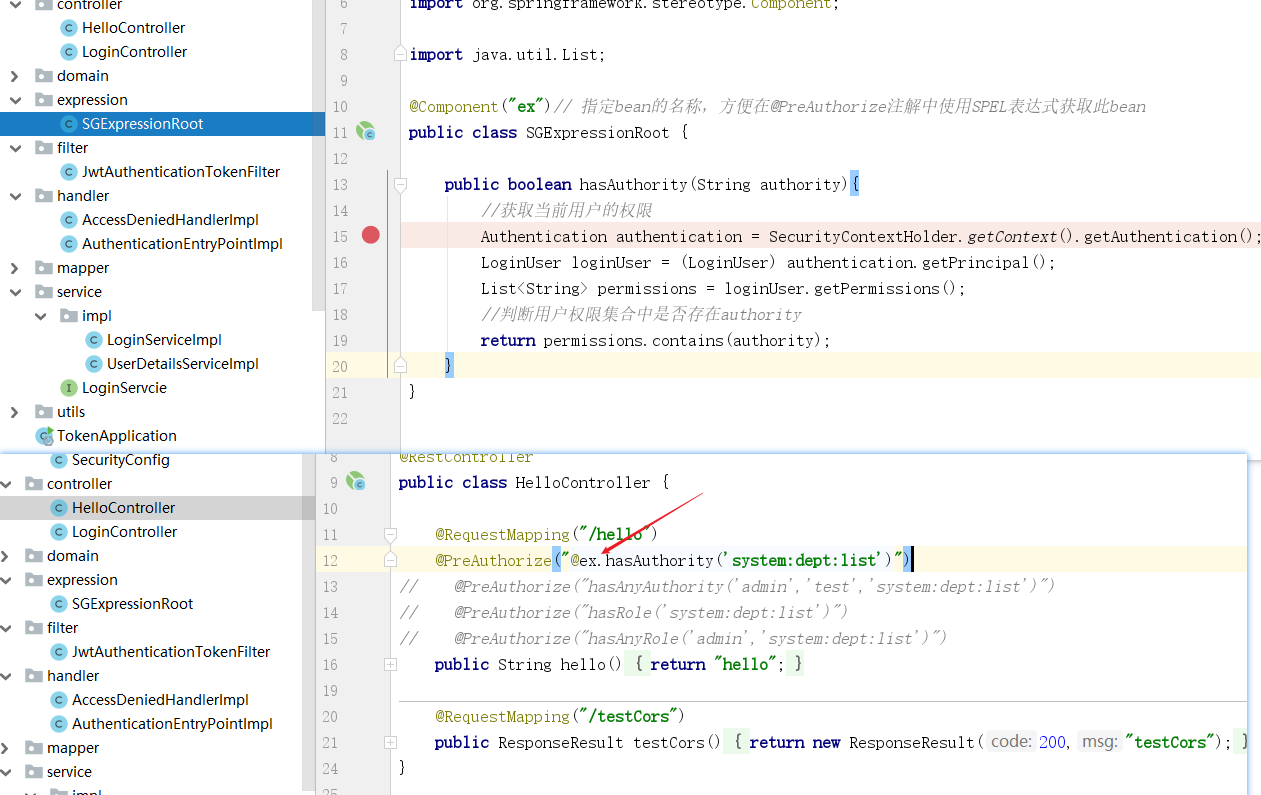 controller
HelloController
LoginController
domain
expression
SGExpressionRoot
filter
JwtAuthenticationTokenFilter
handler
AccessDeniedHandlerImpl
AuthenticationEntryPointImpl
mapper
service
impl
LoginServiceImpl
UserDetailsServiceImpl
LoginServcie
utils
TokenApplication
6 import org.springframework.stereotype.Component;
7
8 import java.util.List;
9
10 @Component("ex")// 指定bean的名称，方便在@PreAuthorize注解中使用SPEL表达式获取此bean
11 public class SGExpressionRoot {
12
13 public boolean hasAuthority(String authority){
14 //获取当前用户的权限
15 Authentication authentication = SecurityContextHolder.getContext().getAuthentication();
16 LoginUser loginUser = (LoginUser) authentication.getPrincipal();
17 List<String> permissions = loginUser.getPermissions();
18 //判断用户权限集合中是否存在authority
19 return permissions.contains(authority);
20 }
21 }
22
SecurityConfig
controller
HelloController
LoginController
domain
expression
SGExpressionRoot
filter
JwtAuthenticationTokenFilter
handler
AccessDeniedHandlerImpl
AuthenticationEntryPointImpl
mapper
service
impl
8 @RestController
9 public class HelloController {
10
11 @RequestMapping("/hello")
12 @PreAuthorize("@ex.hasAuthority('system:dept:list')")
13 // @PreAuthorize("hasAnyAuthority('admin','test','system:dept:list')")
14 // @PreAuthorize("hasRole('system:dept:list')")
15 // @PreAuthorize("hasAnyRole('admin','system:dept:list')")
16 public String hello() { return "hello"; }
19
20 @RequestMapping("/testCors")
21 public ResponseResult testCors() { return new ResponseResult( code: 200, msg: "testCors"); }
24 }
25